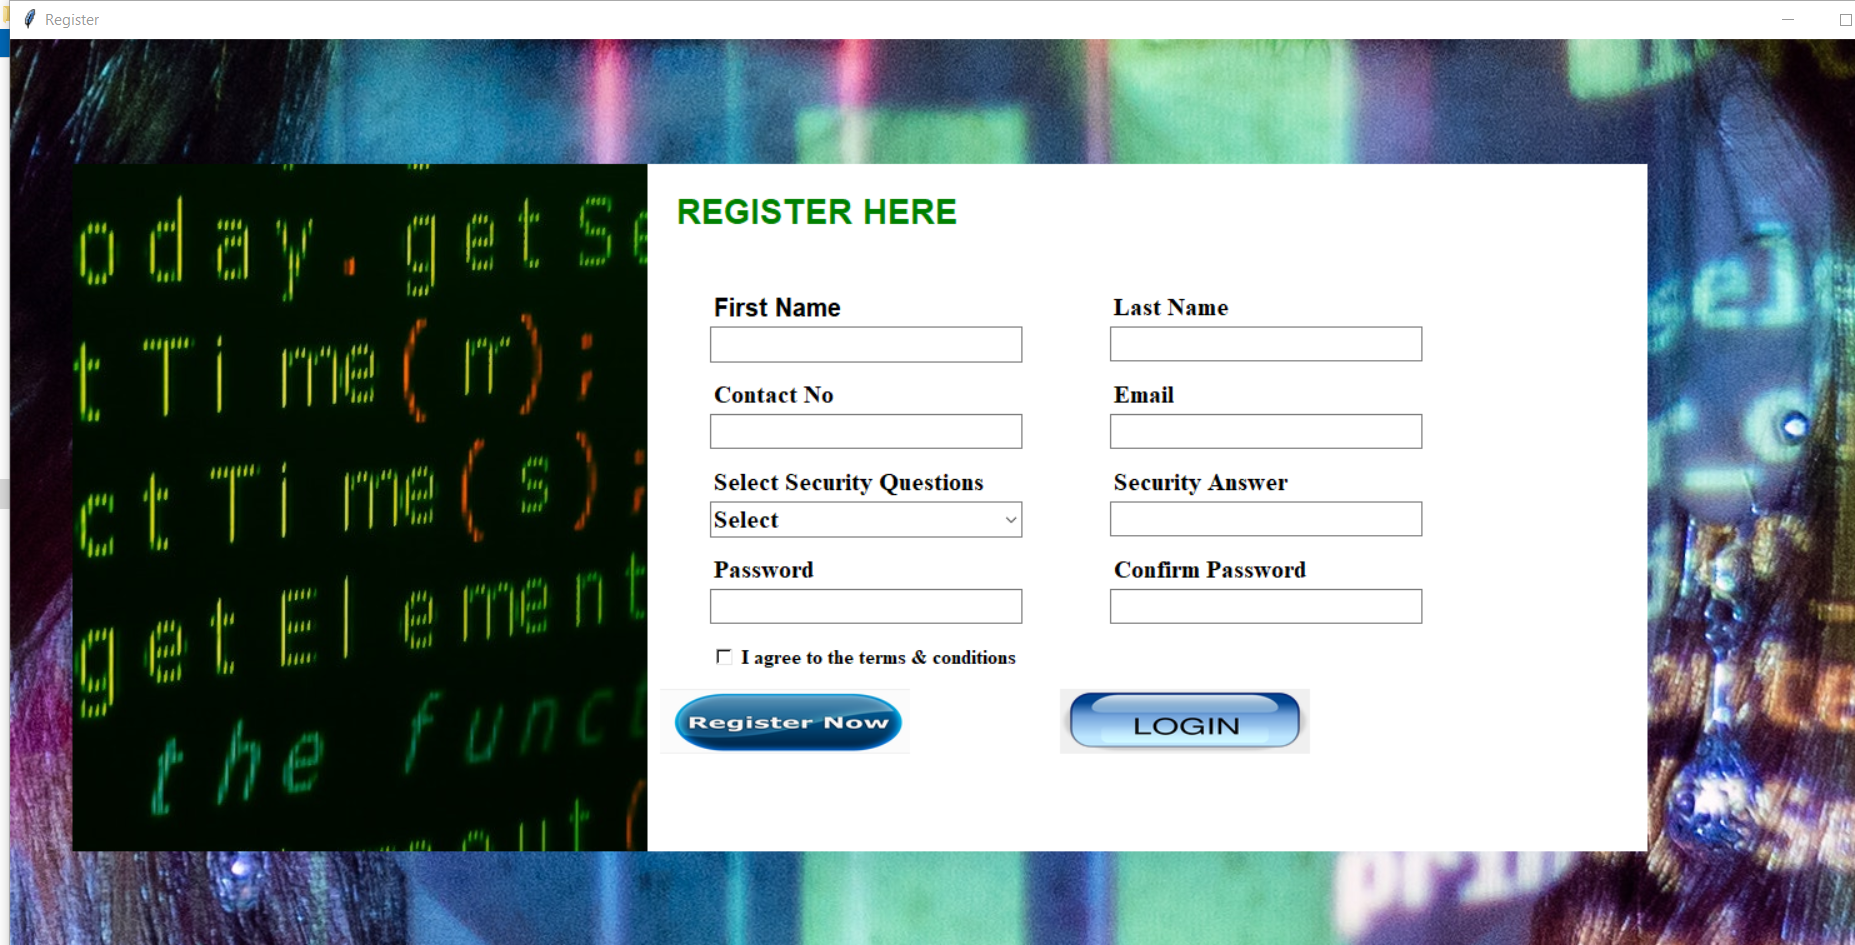 Register
oday.getSe
tTime(m);
ctTime(s);
getElement
the funct
REGISTER HERE
First Name
Last Name
Contact No
Email
Select Security Questions
Security Answer
Select
Password
Confirm Password
I agree to the terms & conditions
Register Now
LOGIN
prin